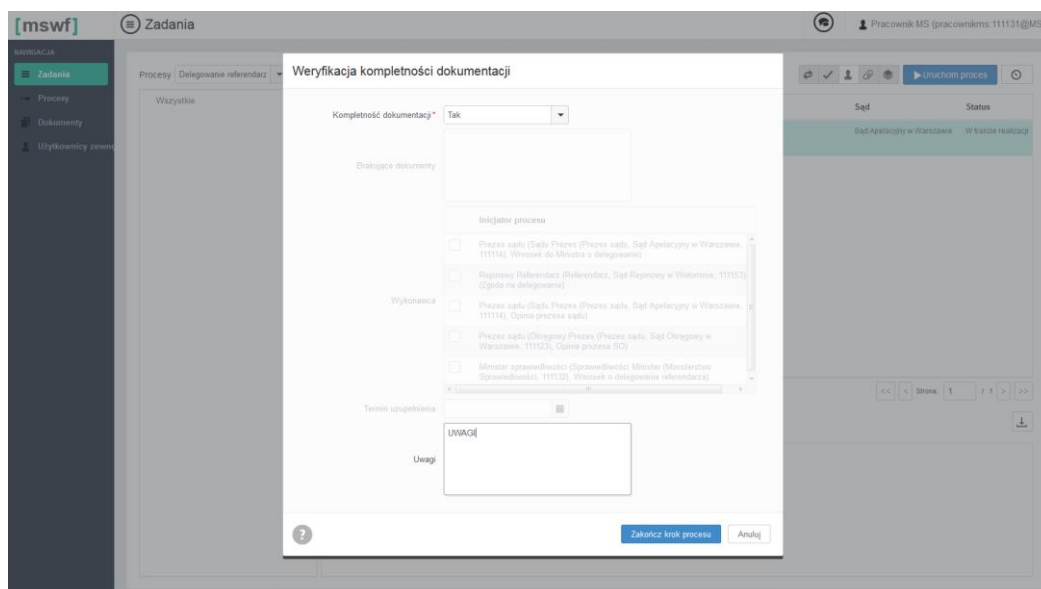 [mswf]
Zadania
Pracownik MS (pracownikms:111131@MS
NAWIGACJA
Zadania
Procesy
Dokumenty
Użytkownicy zewnę
Procesy Delegowanie referendarz
Wszystkie
Uruchom proces
Sąd Status
Sąd Apelacyjny w Warszawie W trakcie realizacji
Weryfikacja kompletności dokumentacji
Kompletność dokumentacji* Tak
Brakujące dokumenty
Wykonawca
Inicjator procesu
Prezes sądu (Sądu Prezes (Prezes sądu, Sąd Apelacyjny w Warszawie,
111114), Wniosek do Ministra o delegowanie)
Rejonowy Referendarz (Referendarz, Sąd Rejonowy w Wołominie, 111153)
(Zgoda na delegowanie)
Prezes sądu (Sądu Prezes (Prezes sądu, Sąd Apelacyjny w Warszawie,
111114), Opinia prezesa sądu)
Prezes sądu (Okręgowy Prezes (Prezes sądu, Sąd Okręgowy w
Warszawie, 111123), Opinia prezesa SO)
Minister sprawiedliwości (Sprawiedliwości Minister (Ministerstwo
Sprawiedliwości, 111132), Wniosek o delegowanie referendarza)
Termin uzupełnienia
Uwagi
UWAGI
? Zakończ krok procesu Anuluj
<< < Strona: 1 / 1 > >>